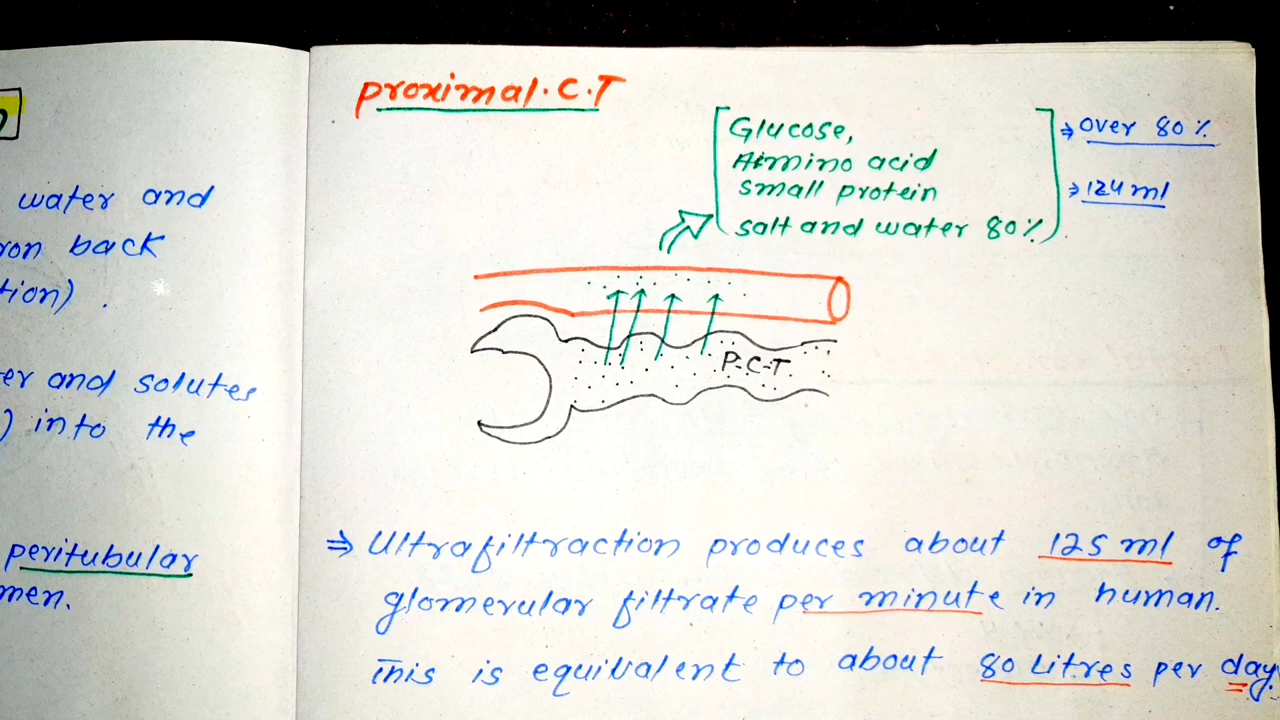 water and
ron back
tion).
er and solutes
) into the
peritubular
men.
proximal.C.T
Glucose,
Amino acid
small protein
salt and water 80%.
⇒ over 80%
⇒ 124 ml
P.C.T.
⇒ Ultrafiltraction produces about 125 ml of
glomerular filtrate per minute in human.
This is equivalent to about 80 litres per day.